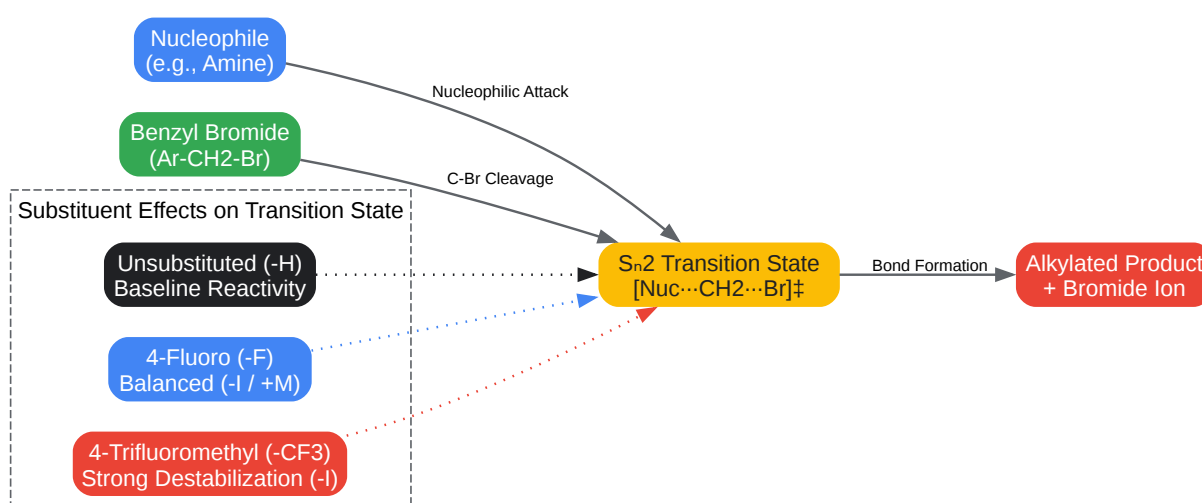 Nucleophile
(e.g., Amine)
Nucleophilic Attack
Benzyl Bromide
(Ar-CH2-Br)
C-Br Cleavage
Substituent Effects on Transition State
Unsubstituted (-H)
Baseline Reactivity
Sₙ2 Transition State
[Nuc···CH2···Br]‡
Bond Formation
Alkylated Product
+ Bromide Ion
4-Fluoro (-F)
Balanced (-I / +M)
4-Trifluoromethyl (-CF3)
Strong Destabilization (-I)